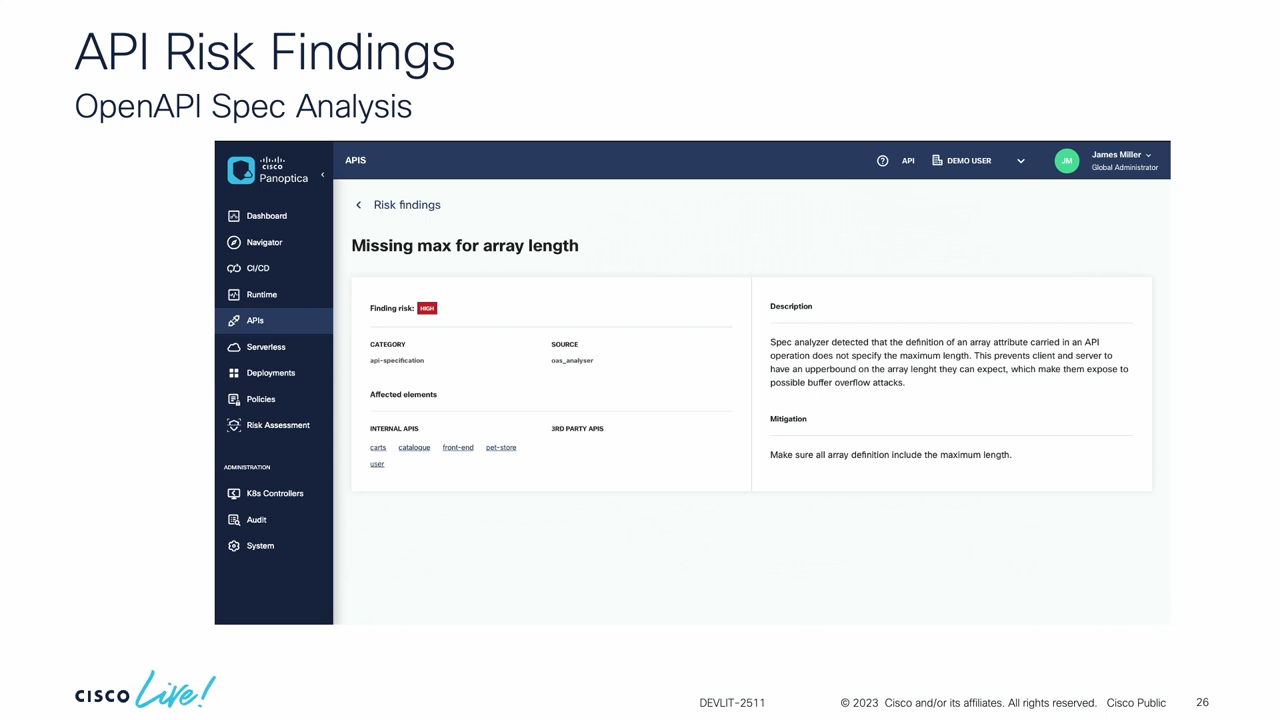 API Risk Findings
OpenAPI Spec Analysis
CISCO
Panoptica
Dashboard
Navigator
CI/CD
Runtime
APIs
Serverless
Deployments
Policies
Risk Assessment
ADMINISTRATION
K8s Controllers
Audit
System
APIS
? API DEMO USER
JM
James Miller
Global Administrator
Risk findings
Missing max for array length
Finding risk: HIGH
CATEGORY SOURCE
api-specification oas_analyser
Affected elements
INTERNAL APIS 3RD PARTY APIS
carts catalogue front-end pet-store
user
Description
Spec analyzer detected that the definition of an array attribute carried in an API
operation does not specify the maximum length. This prevents client and server to
have an upperbound on the array lenght they can expect, which make them expose to
possible buffer overflow attacks.
Mitigation
Make sure all array definition include the maximum length.
CISCO Live!
DEVLIT-2511 © 2023 Cisco and/or its affiliates. All rights reserved. Cisco Public 26